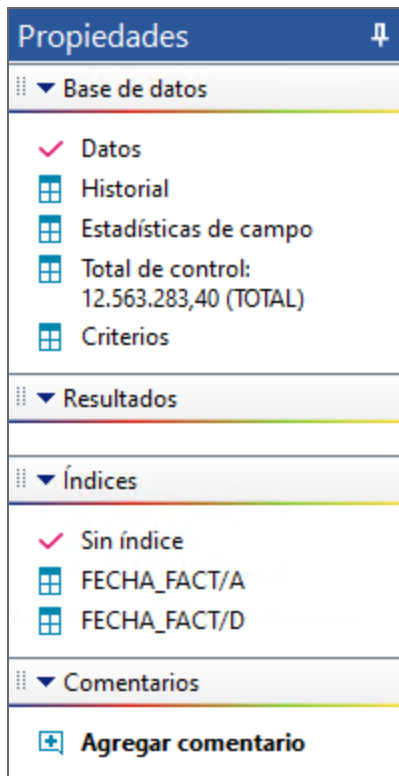 Propiedades
Base de datos
Datos
Historial
Estadísticas de campo
Total de control:
12.563.283,40 (TOTAL)
Criterios
Resultados
Índices
Sin índice
FECHA_FACT/A
FECHA_FACT/D
Comentarios
Agregar comentario